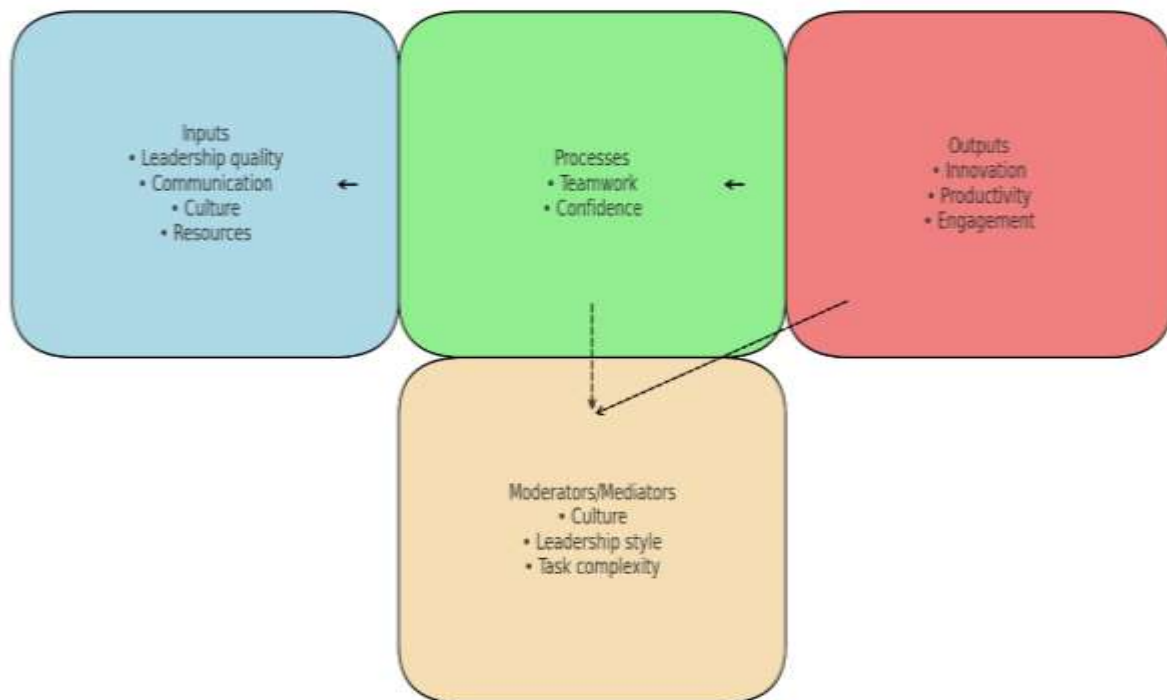 Inputs
• Leadership quality
• Communication
• Culture
• Resources
Processes
• Teamwork
• Confidence
Outputs
• Innovation
• Productivity
• Engagement
Moderators/Mediators
• Culture
• Leadership style
• Task complexity